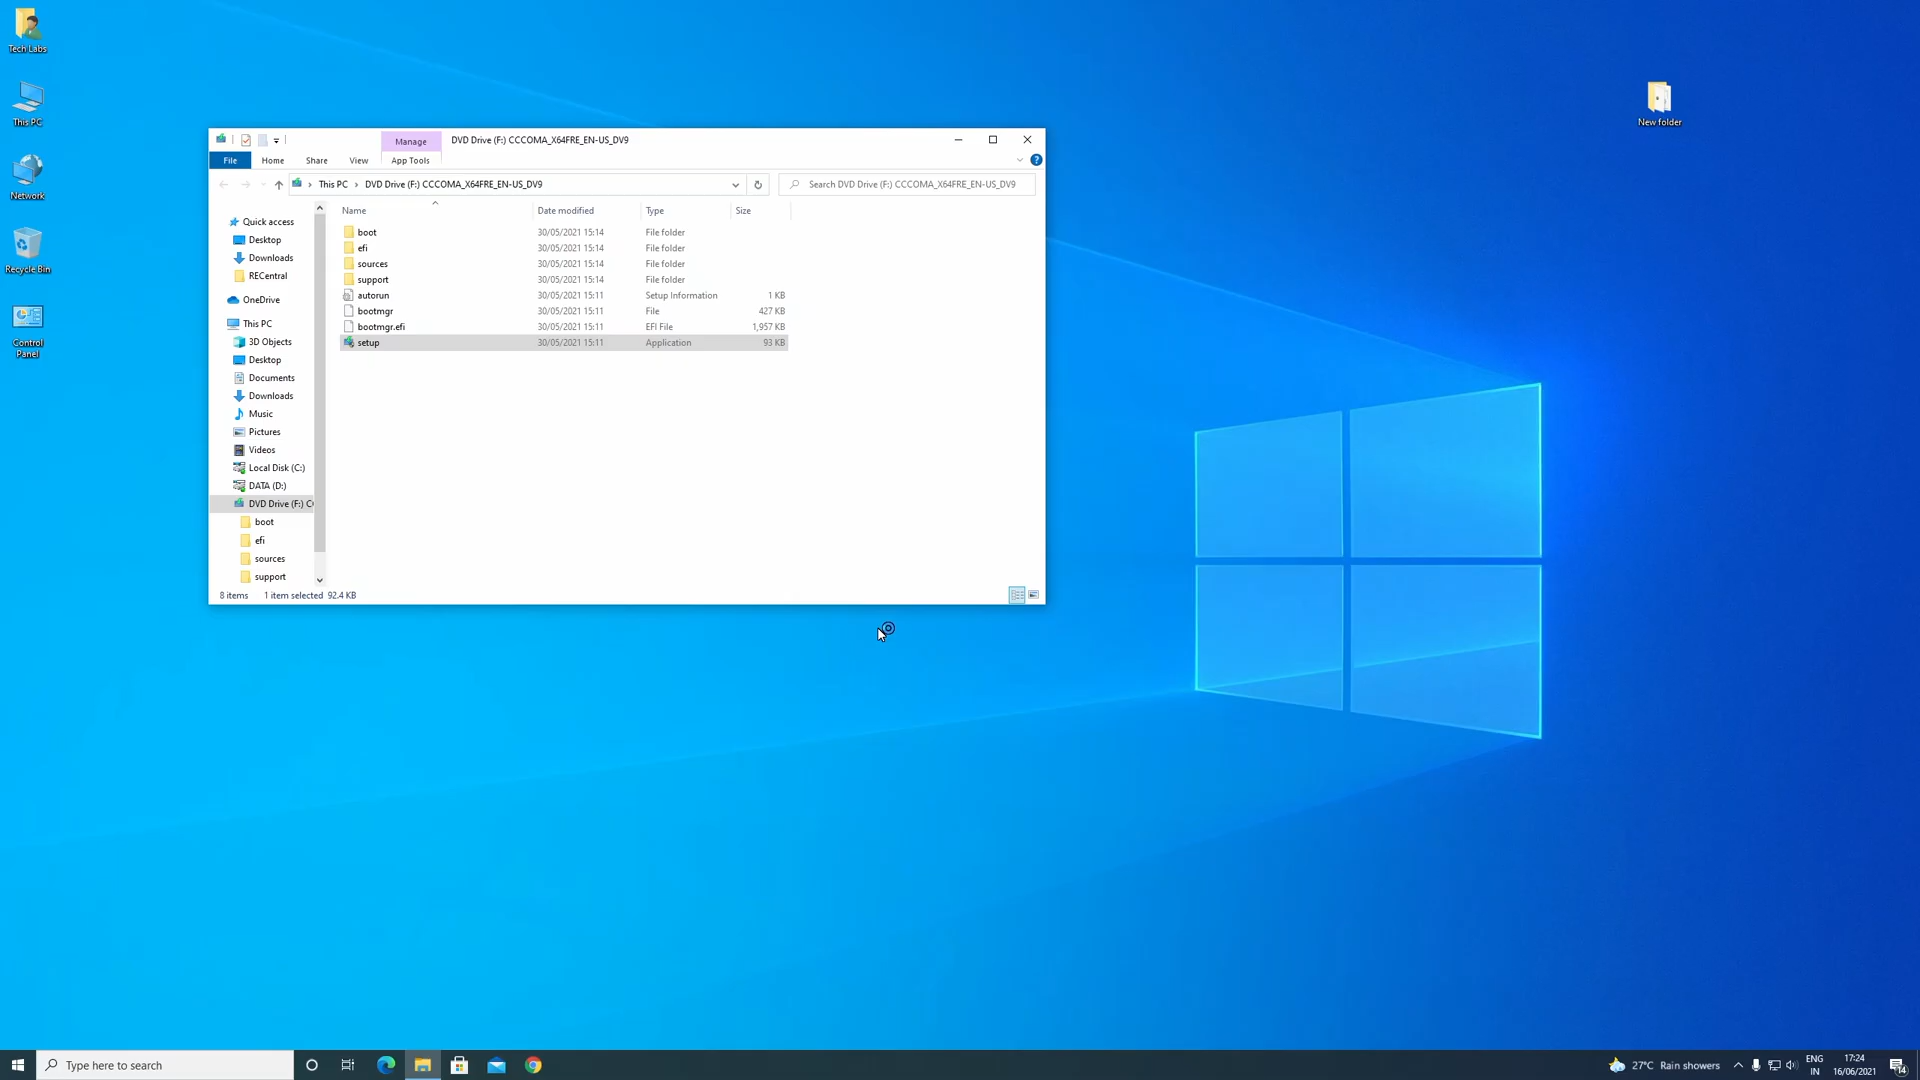 Tech Labs
This PC
Network
Recycle Bin
Control
Panel
New folder
Manage
DVD Drive (F:) CCCOMA_X64FRE_EN-US_DV9
File
Home
Share
View
App Tools
This PC
DVD Drive (F:) CCCOMA_X64FRE_EN-US_DV9
Search DVD Drive (F:) CCCOMA_X64FRE_EN-US_DV9
Name
Date modified
Type
Size
Quick access
Desktop
Downloads
RECentral
OneDrive
This PC
3D Objects
Desktop
Documents
Downloads
Music
Pictures
Videos
Local Disk (C:)
DATA (D:)
DVD Drive (F:) C
boot
efi
sources
support
boot 30/05/2021 15:14 File folder
efi 30/05/2021 15:14 File folder
sources 30/05/2021 15:14 File folder
support 30/05/2021 15:14 File folder
autorun 30/05/2021 15:11 Setup Information 1 KB
bootmgr 30/05/2021 15:11 File 427 KB
bootmgr.efi 30/05/2021 15:11 EFI File 1,957 KB
setup 30/05/2021 15:11 Application 93 KB
8 items 1 item selected 92.4 KB
Type here to search
27°C Rain showers
ENG
IN
17:24
16/06/2021
14